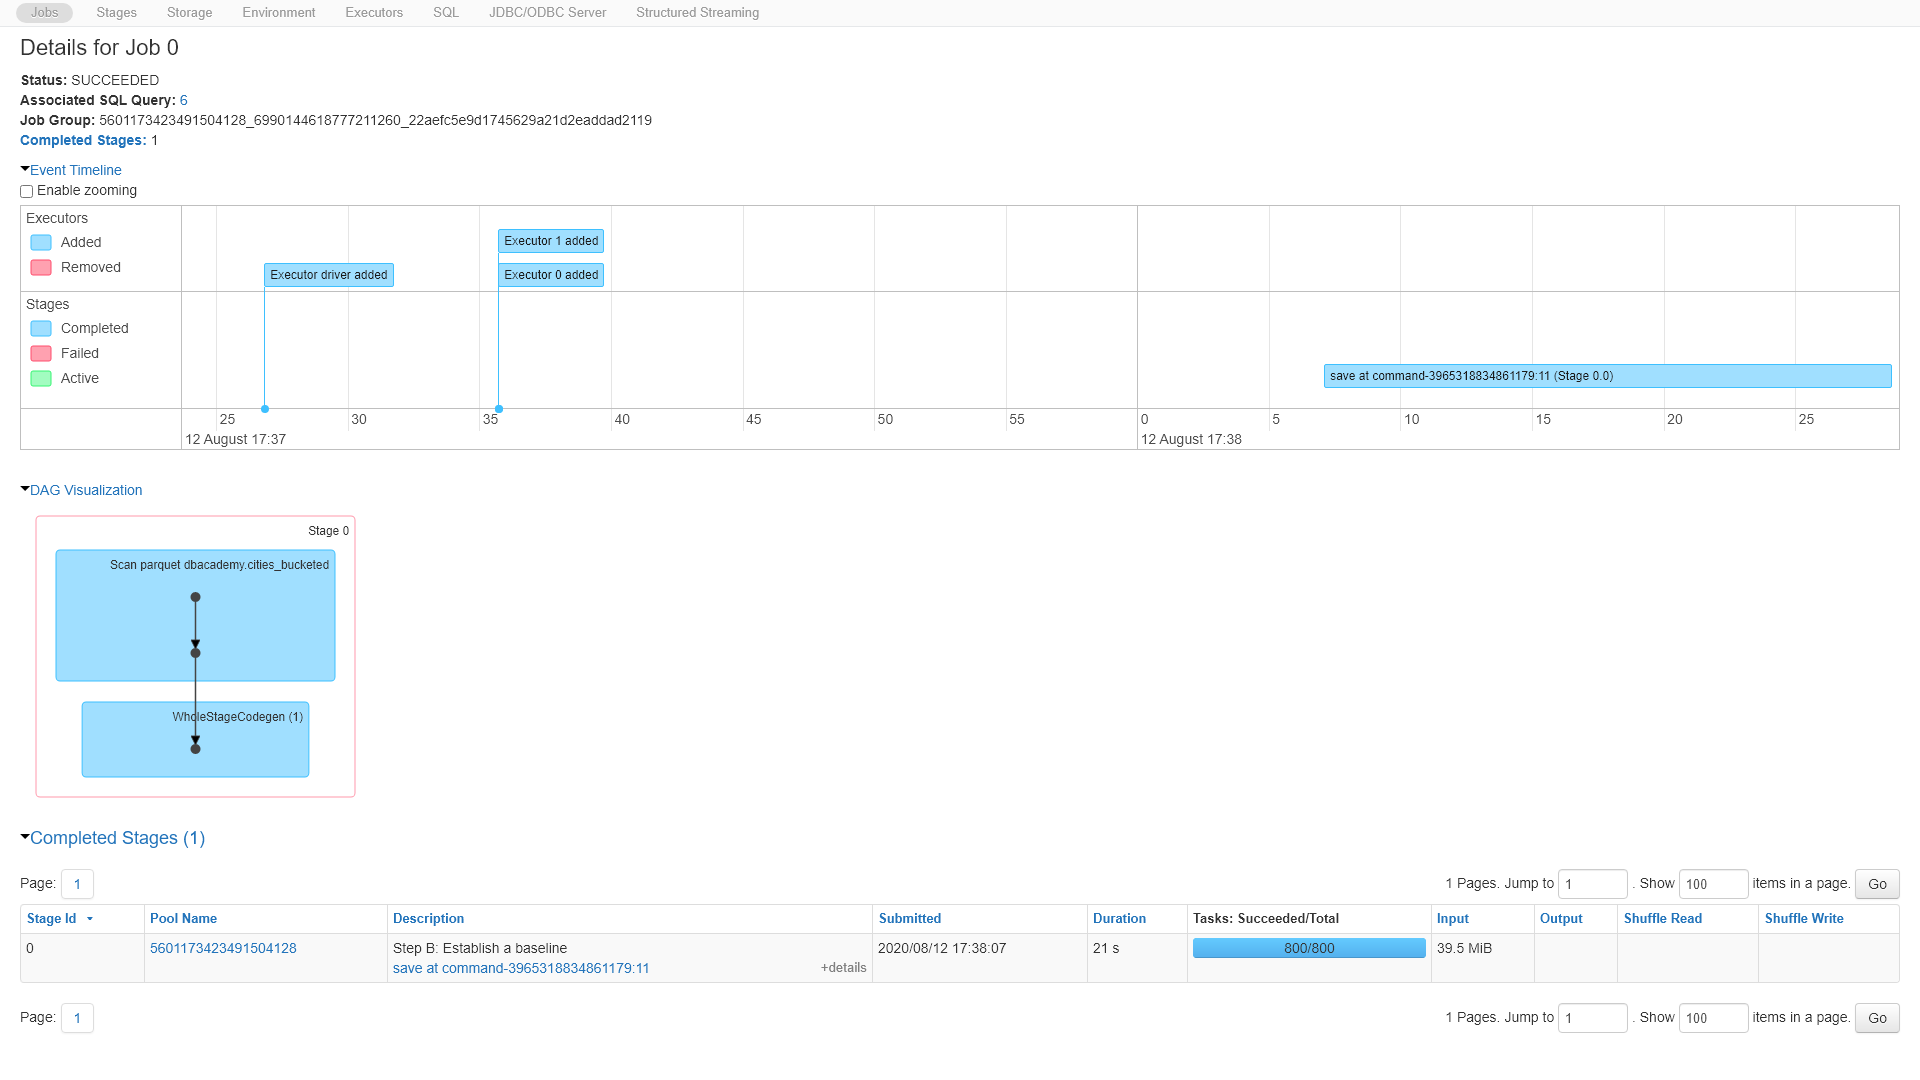 Jobs Stages Storage Environment Executors SQL JDBC/ODBC Server Structured Streaming
Details for Job 0
Status: SUCCEEDED
Associated SQL Query: 6
Job Group: 5601173423491504128_6990144618777211260_22aefc5e9d1745629a21d2eaddad2119
Completed Stages: 1
Event Timeline
Enable zooming
Executors
Added
Removed
Executor 1 added
Executor driver added
Executor 0 added
Stages
Completed
Failed
Active
save at command-3965318834861179:11 (Stage 0.0)
25 30 35 40 45 50 55 0 5 10 15 20 25
12 August 17:37 12 August 17:38
DAG Visualization
Stage 0
Scan parquet dbacademy.cities_bucketed
WholeStageCodegen (1)
Completed Stages (1)
Page: 1 1 Pages. Jump to 1 . Show 100 items in a page. Go
Stage Id Pool Name Description Submitted Duration Tasks: Succeeded/Total Input Output Shuffle Read Shuffle Write
0 5601173423491504128 Step B: Establish a baseline 2020/08/12 17:38:07 21 s 800/800 39.5 MiB
save at command-3965318834861179:11 +details
Page: 1 1 Pages. Jump to 1 . Show 100 items in a page. Go